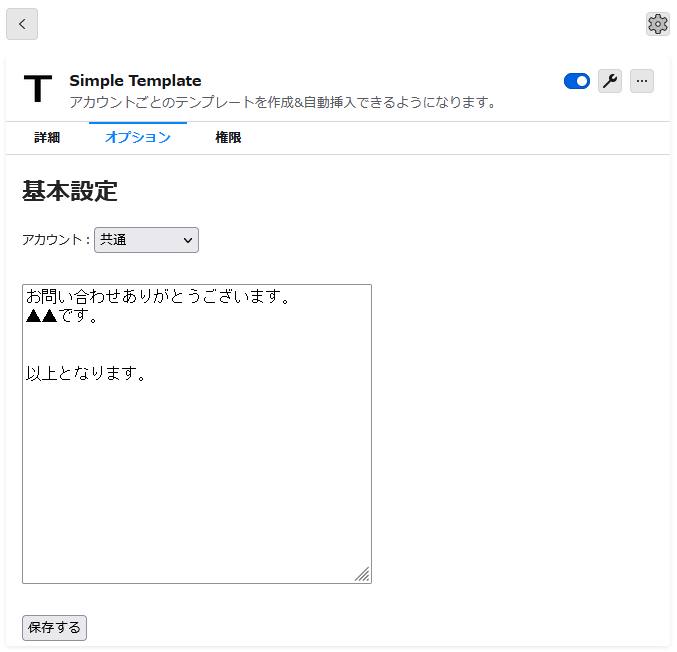 Simple Template
アカウントごとのテンプレートを作成&自動挿入できるようになります。
詳細 オプション 権限
基本設定
アカウント： 共通
お問い合わせありがとうございます。
▲▲です。
以上となります。
保存する